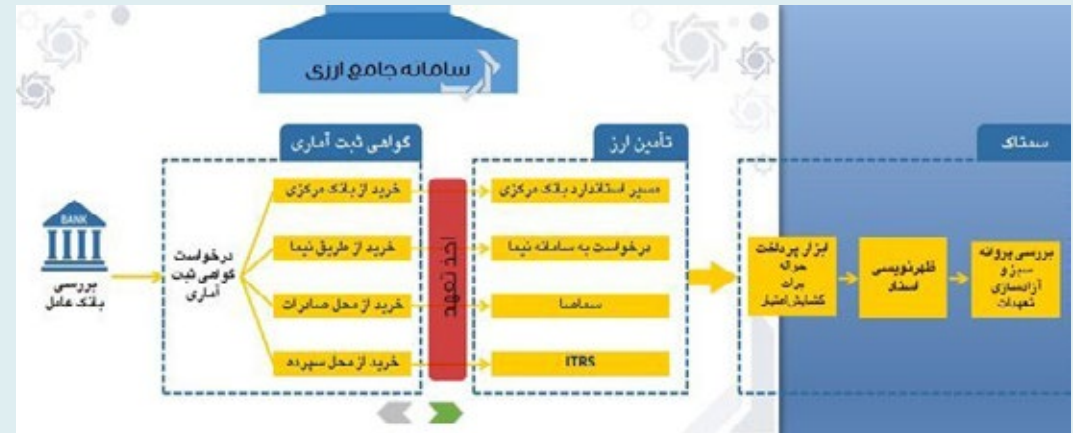 سامانه جامع ارزی
گواهی ثبت آماری
تأمین ارز
سمتاک
BANK
بررسی
بانک عامل
درخواست
گواهی ثبت
آماری
خرید از بانک مرکزی
خرید از طریق نیما
خرید از محل صادرات
خرید از محل سپرده
اخذ تعهد
مسیر استاندارد بانک مرکزی
درخواست به سامانه نیما
سماصا
ITRS
ابزار پرداخت
حواله
برات
گشایش اعتبار
ظهرنویسی
اسناد
بررسی پروانه
سبز و
آزادسازی
تعهدات